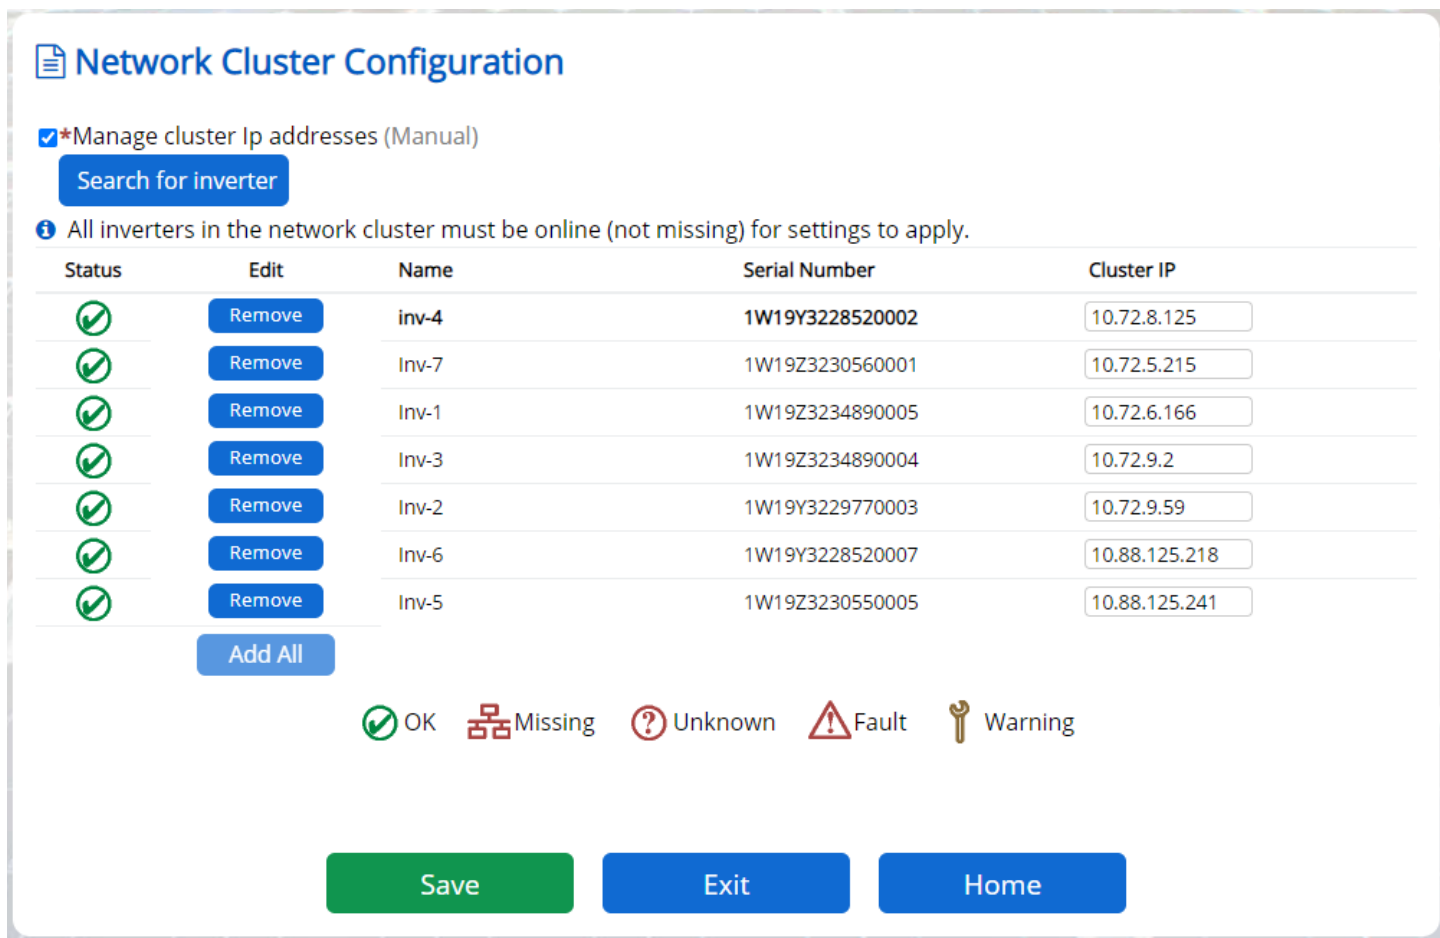 Network Cluster Configuration
*Manage cluster Ip addresses (Manual)
Search for inverter
All inverters in the network cluster must be online (not missing) for settings to apply.
Status Edit Name Serial Number Cluster IP
Remove inv-4 1W19Y3228520002 10.72.8.125
Remove Inv-7 1W19Z3230560001 10.72.5.215
Remove Inv-1 1W19Z3234890005 10.72.6.166
Remove Inv-3 1W19Z3234890004 10.72.9.2
Remove Inv-2 1W19Y3229770003 10.72.9.59
Remove Inv-6 1W19Y3228520007 10.88.125.218
Remove Inv-5 1W19Z3230550005 10.88.125.241
Add All
OK Missing Unknown Fault Warning
Save Exit Home